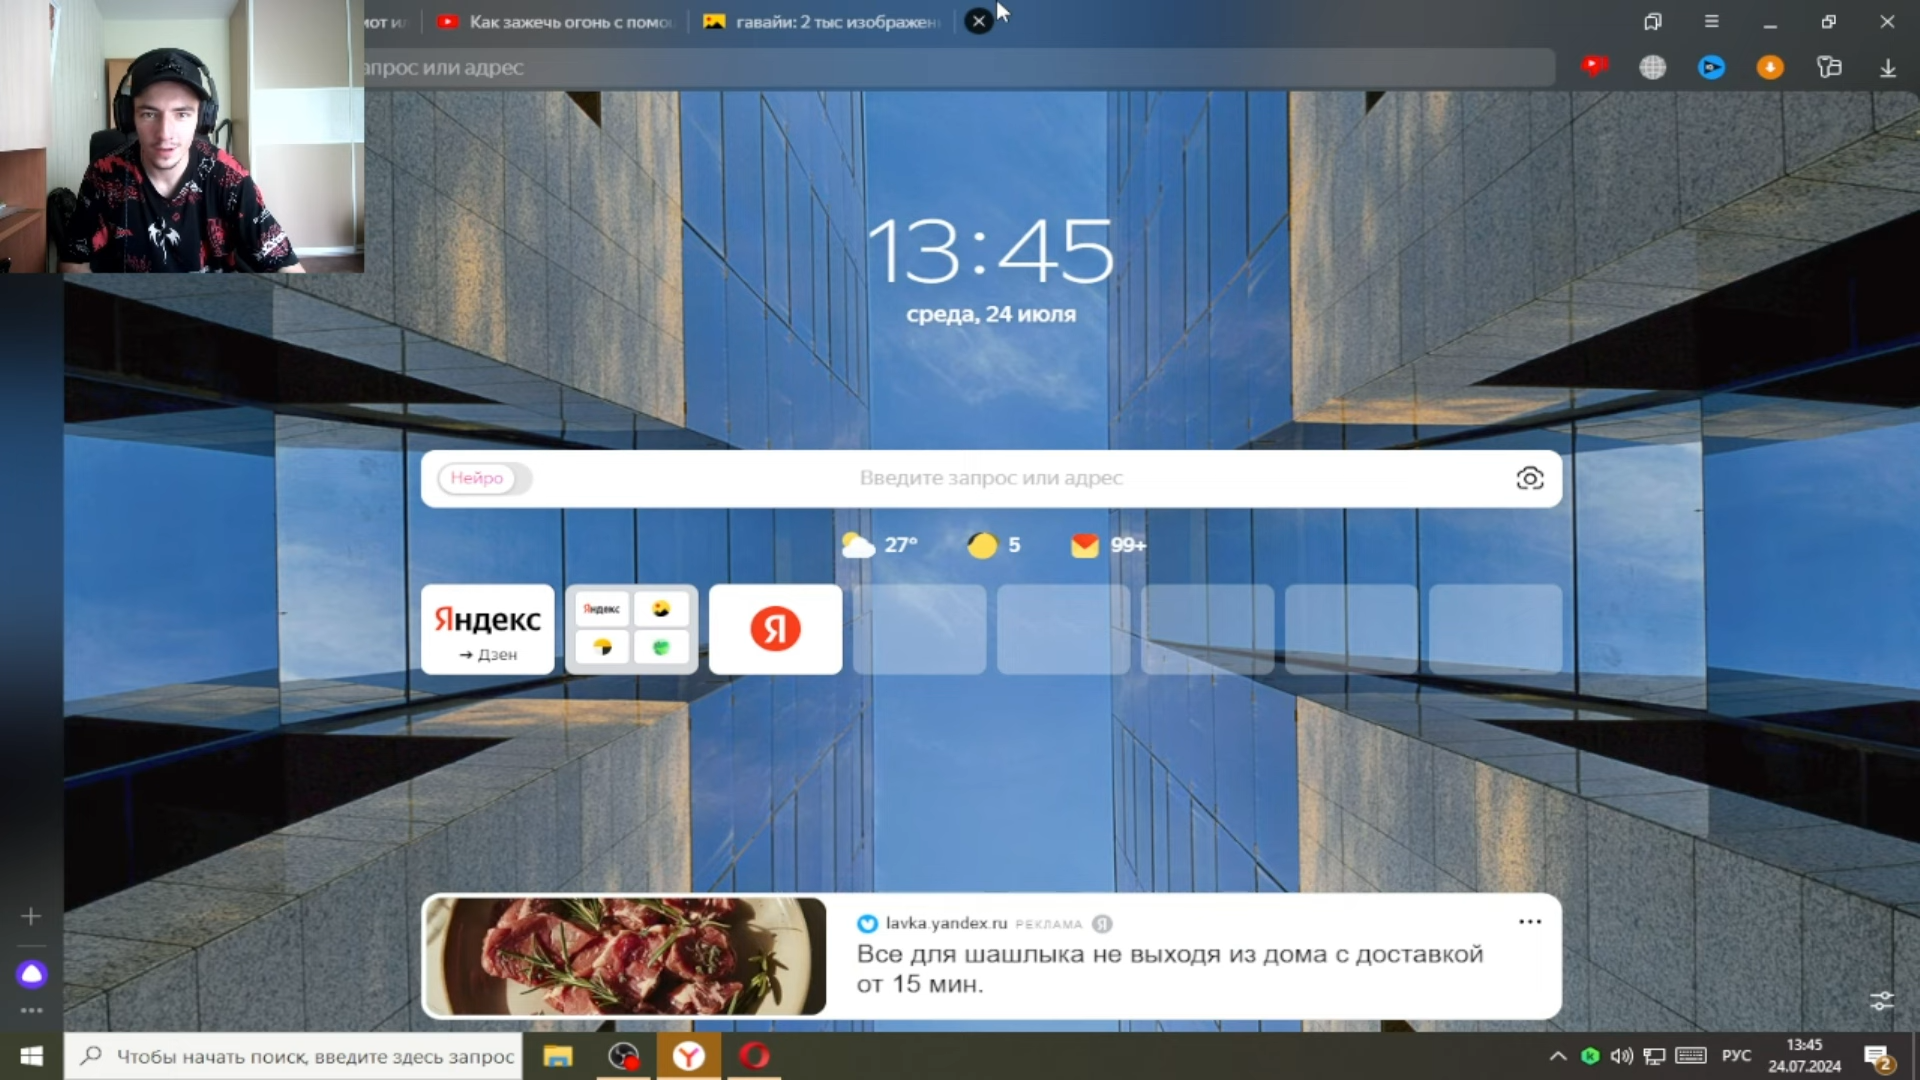 Как зажечь огонь с помо
гавайи: 2 тыс изображен
апрос или адрес
13:45
среда, 24 июля
Нейро
Введите запрос или адрес
27°
5
99+
Яндекс
→ Дзен
Яндекс
Я
lavka.yandex.ru РЕКЛАМА Я
Все для шашлыка не выходя из дома с доставкой
от 15 мин.
Чтобы начать поиск, введите здесь запрос
РУС
13:45
24.07.2024
2